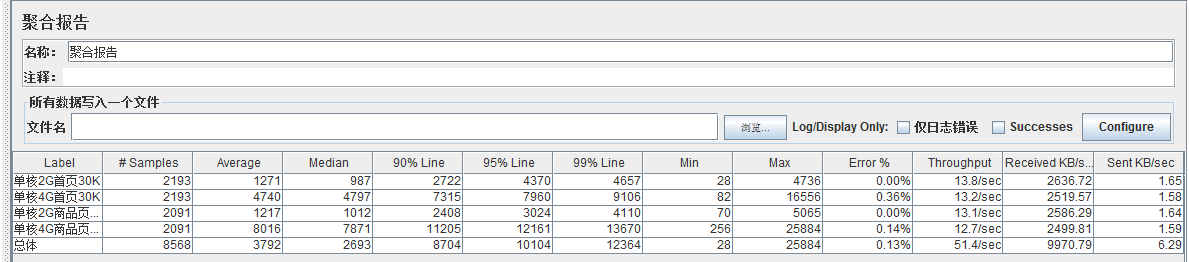 聚合报告
名称： 聚合报告
注释：
所有数据写入一个文件
文件名 浏览... Log/Display Only: 仅日志错误 Successes Configure
Label # Samples Average Median 90% Line 95% Line 99% Line Min Max Error % Throughput Received KB/s... Sent KB/sec
单核2G首页30K 2193 1271 987 2722 4370 4657 28 4736 0.00% 13.8/sec 2636.72 1.65
单核4G首页30K 2193 4740 4797 7315 7960 9106 82 16556 0.36% 13.2/sec 2519.57 1.58
单核2G商品页... 2091 1217 1012 2408 3024 4110 70 5065 0.00% 13.1/sec 2586.29 1.64
单核4G商品页... 2091 8016 7871 11205 12161 13670 256 25884 0.14% 12.7/sec 2499.81 1.59
总体 8568 3792 2693 8704 10104 12364 28 25884 0.13% 51.4/sec 9970.79 6.29